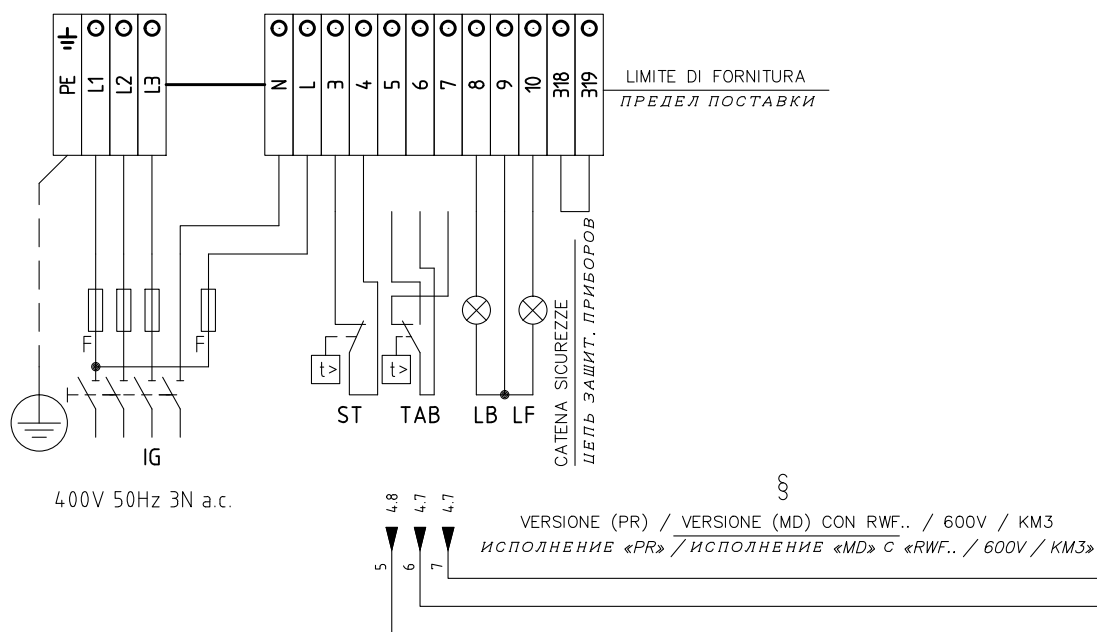 PE L1 L2 L3 N L 3 4 5 6 7 8 9 10 318 319
LIMITE DI FORNITURA
ПРЕДЕЛ ПОСТАВКИ
F F
t> t>
ST TAB LB LF
CATENA SICUREZZE
ЦЕПЬ ЗАЩИТ. ПРИБОРОВ
IG
400V 50Hz 3N a.c.
4.8 4.7 4.7
5 6 7
§
VERSIONE (PR) / VERSIONE (MD) CON RWF.. / 600V / KM3
ИСПОЛНЕНИЕ «PR» / ИСПОЛНЕНИЕ «MD» С «RWF.. / 600V / KM3»